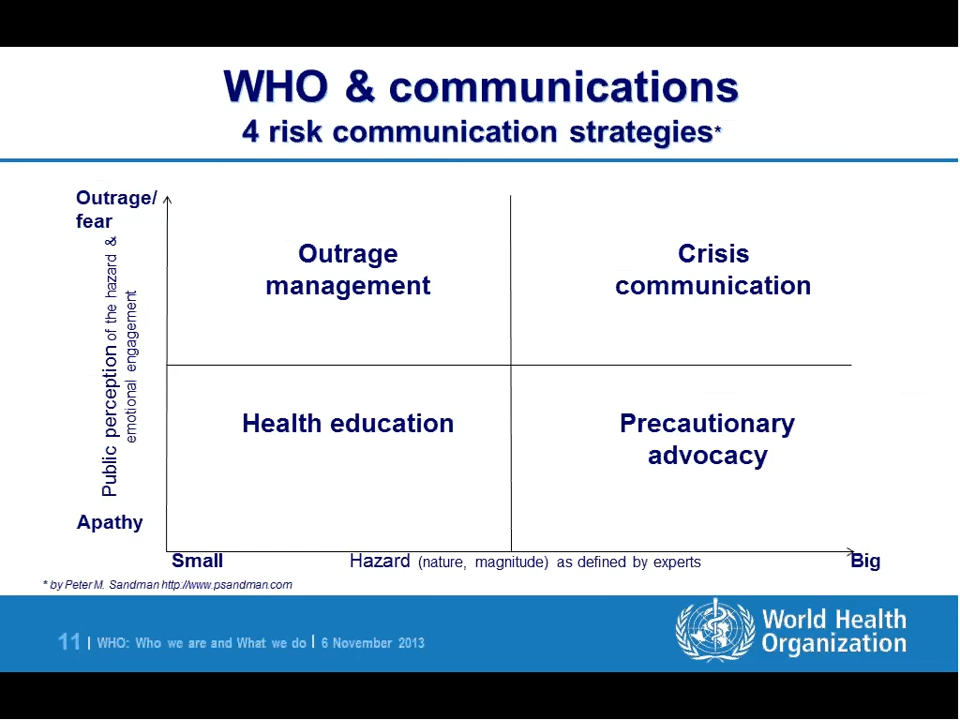 WHO & communications
4 risk communication strategies*
Outrage/
fear
Public perception of the hazard &
emotional engagement
Outrage
management
Crisis
communication
Health education
Precautionary
advocacy
Apathy
Small
Hazard (nature, magnitude) as defined by experts
Big
* by Peter M. Sandman http://www.psandman.com
11 | WHO: Who we are and What we do | 6 November 2013
World Health
Organization